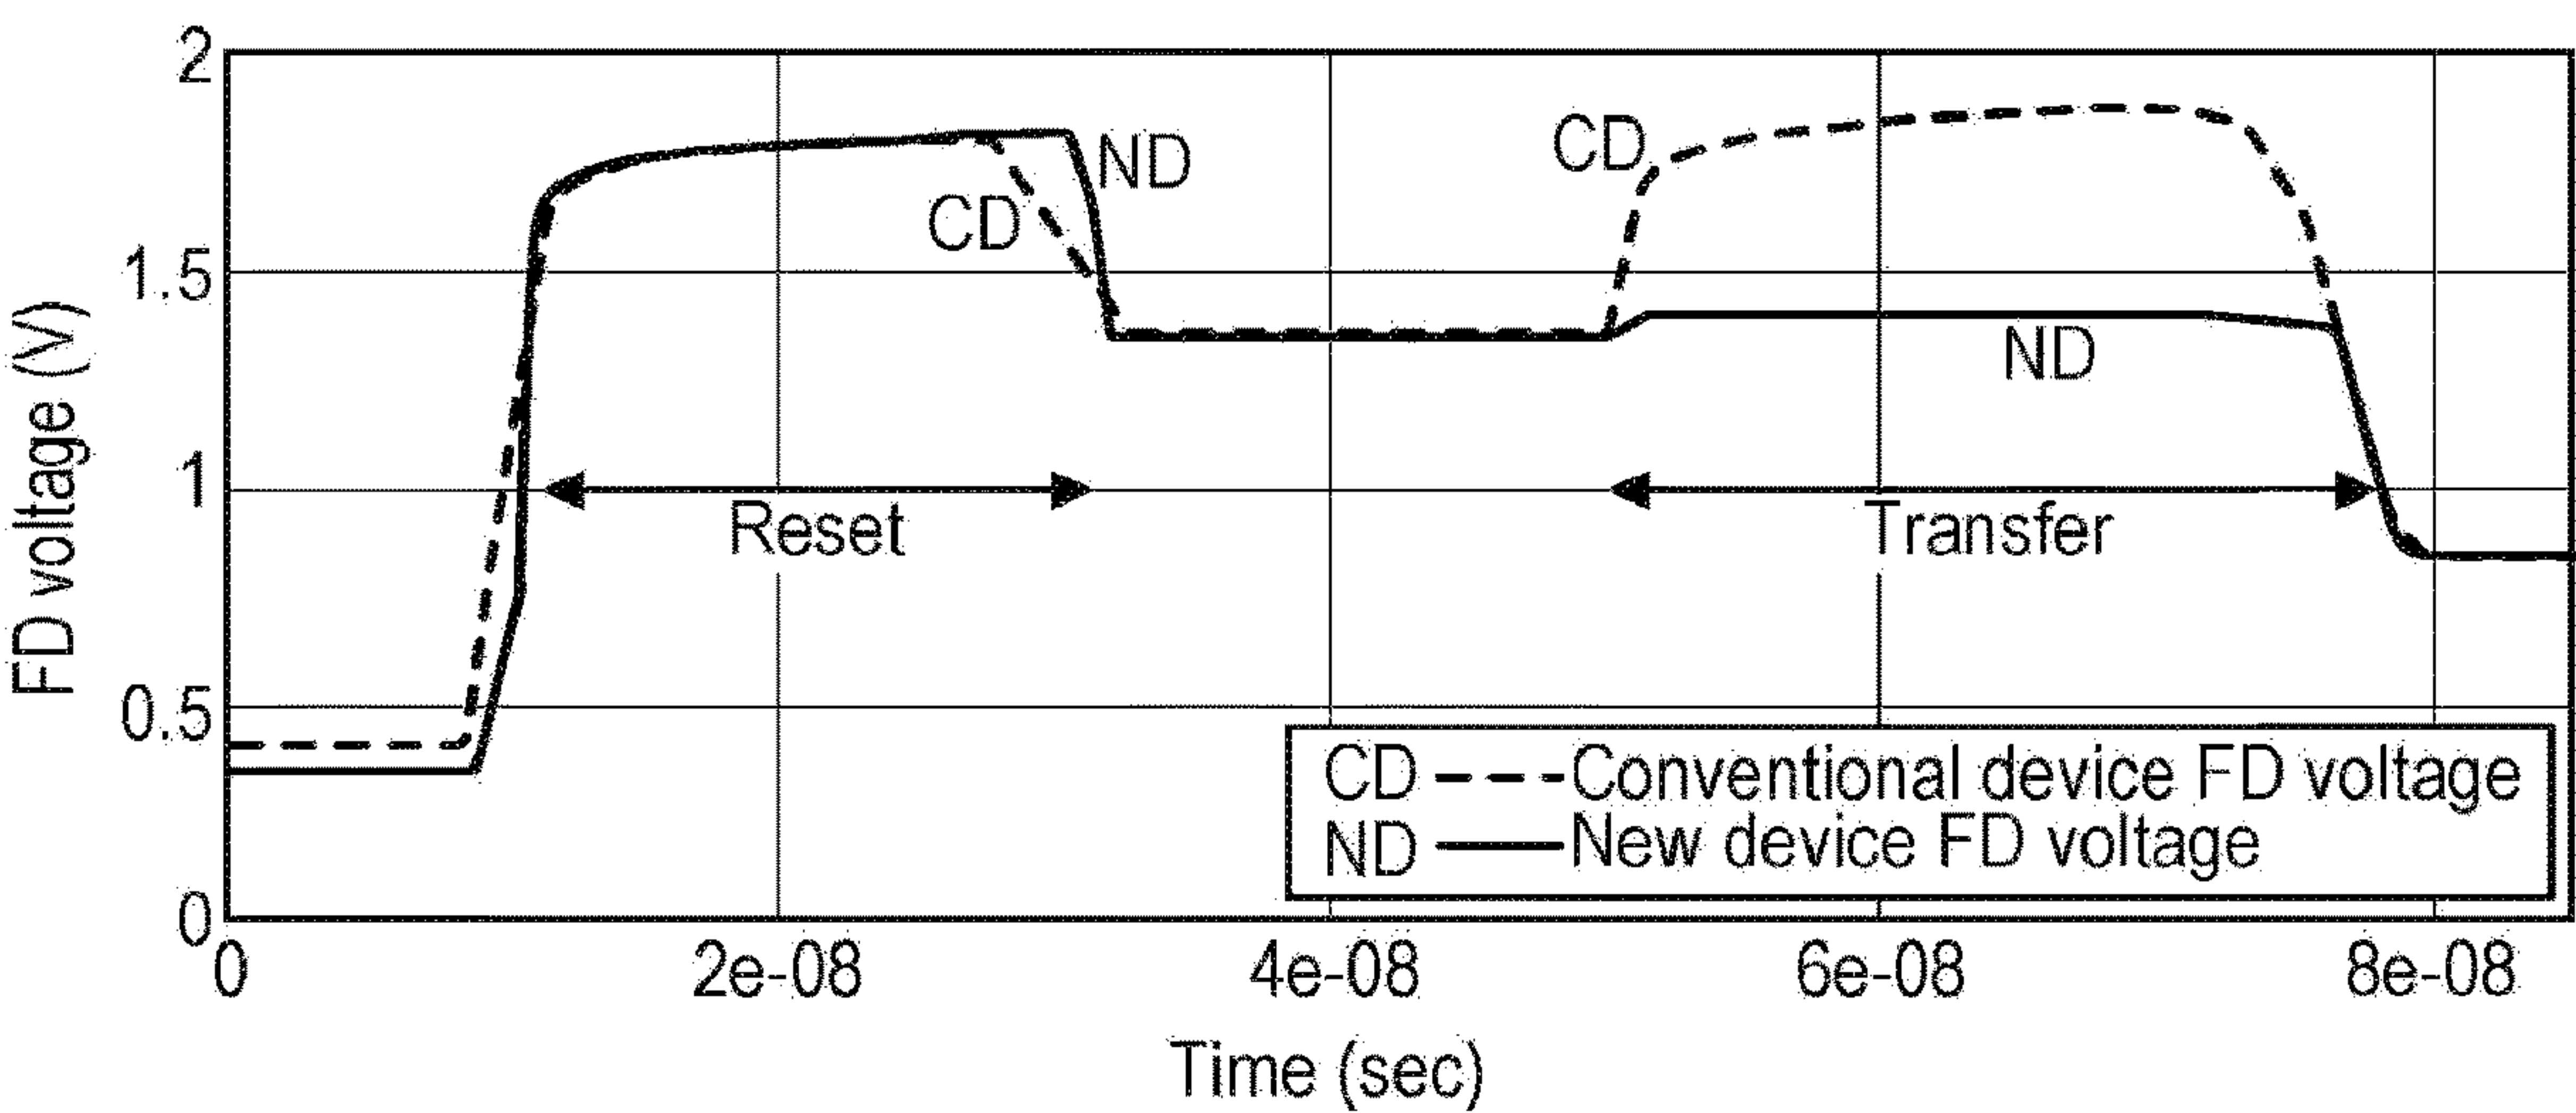 2
1.5
1
0.5
0
FD voltage (V)
CD
ND
CD
ND
Reset
Transfer
CD Conventional device FD voltage
ND New device FD voltage
0 2e-08 4e-08 6e-08 8e-08
Time (sec)